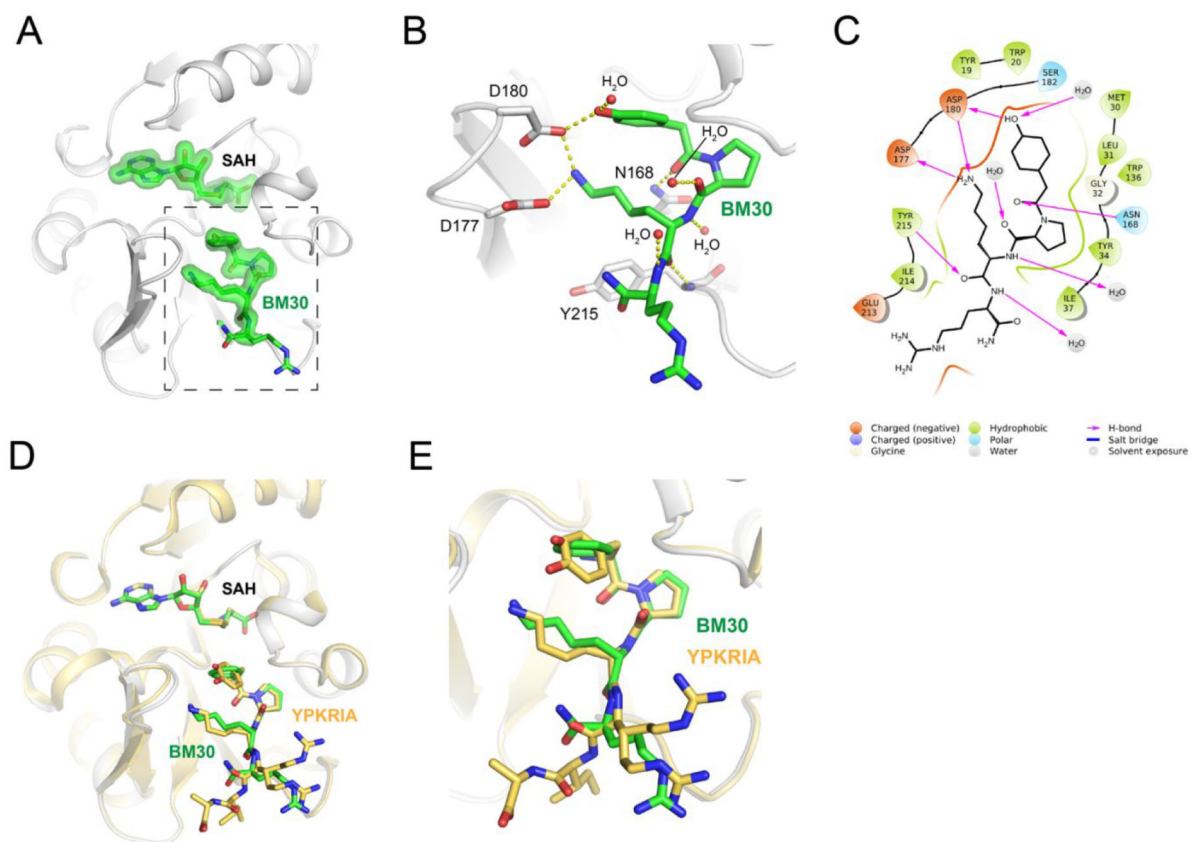 A
SAH
BM30
B
D180
H₂O
H₂O
N168
BM30
D177
H₂O
H₂O
Y215
C
TYR
19
TRP
20
SER
182
ASP
180
H₂O
MET
30
HO
LEU
31
ASP
177
TRP
136
H₂N
H₂O
GLY
32
O
ASN
168
TYR
215
O
N
TYR
34
NH
ILE
214
O
NH
H₂O
ILE
37
GLU
213
H₂N
NH
O
H₂N
H₂N
H₂O
Charged (negative)
Charged (positive)
Glycine
Hydrophobic
Polar
Water
H-bond
Salt bridge
Solvent exposure
D
SAH
YPKRIA
BM30
E
BM30
YPKRIA